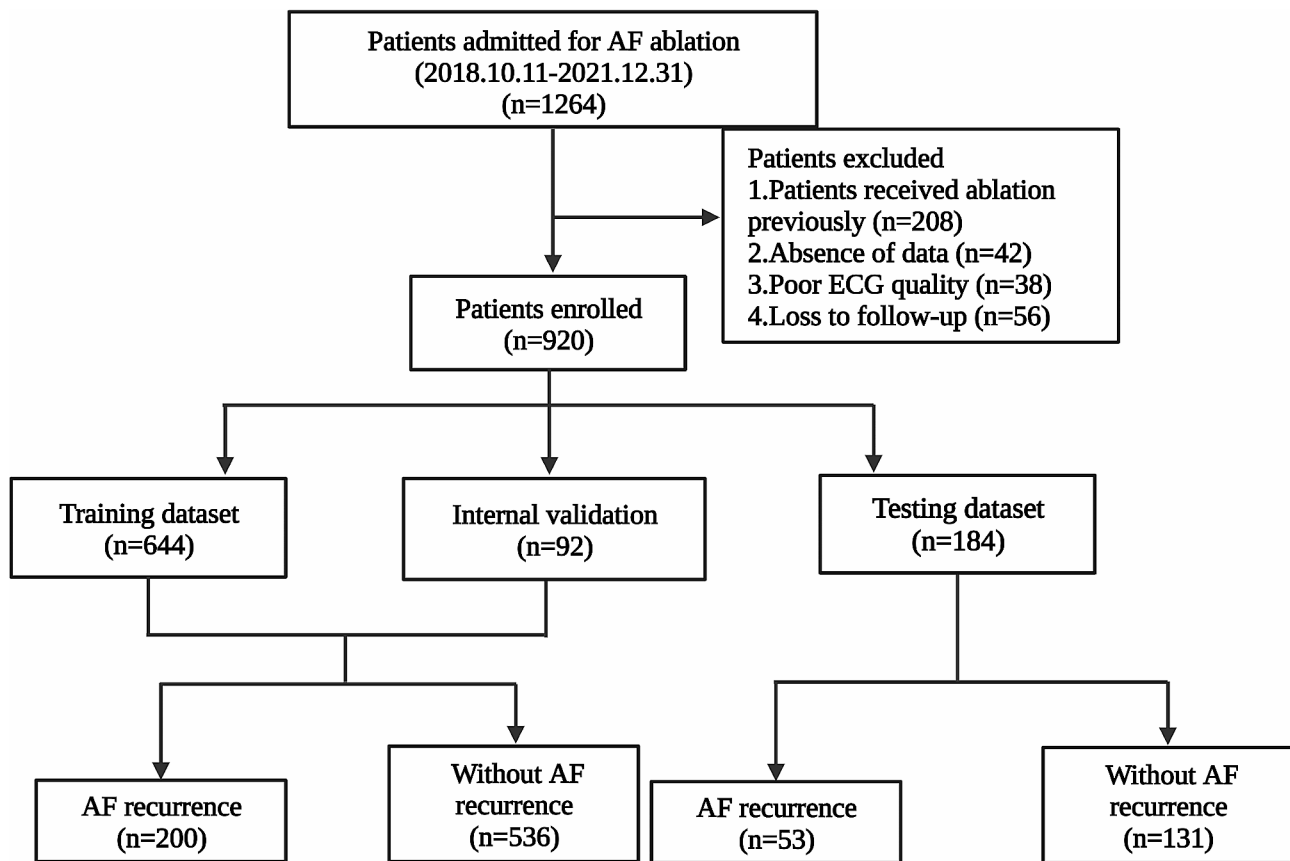 Patients admitted for AF ablation
(2018.10.11-2021.12.31)
(n=1264)
Patients excluded
1.Patients received ablation
previously (n=208)
2.Absence of data (n=42)
3.Poor ECG quality (n=38)
4.Loss to follow-up (n=56)
Patients enrolled
(n=920)
Training dataset
(n=644)
Internal validation
(n=92)
Testing dataset
(n=184)
AF recurrence
(n=200)
Without AF
recurrence
(n=536)
AF recurrence
(n=53)
Without AF
recurrence
(n=131)